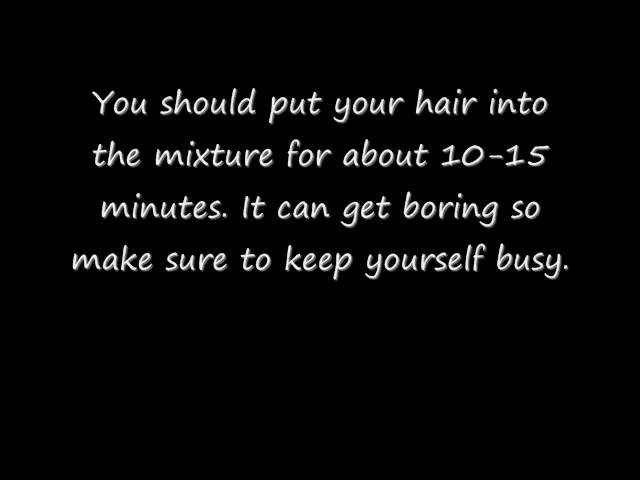 You should put your hair into
the mixture for about 10-15
minutes. It can get boring so
make sure to keep yourself busy.